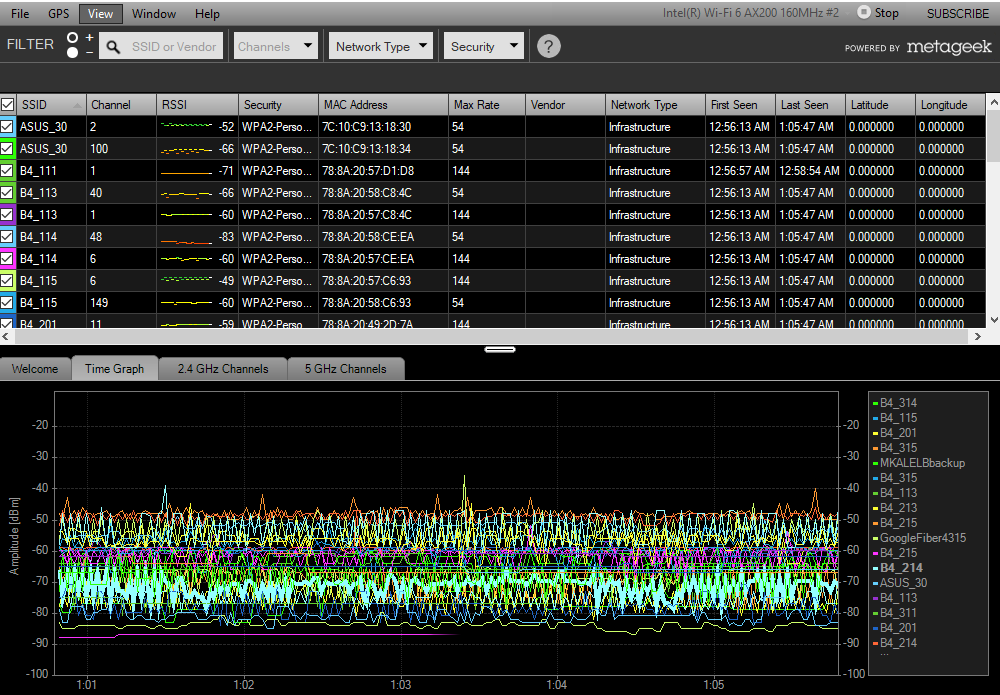 File GPS View Window Help Intel(R) Wi-Fi 6 AX200 160MHz #2 Stop SUBSCRIBE
FILTER + - SSID or Vendor Channels Network Type Security ? POWERED BY metageek
SSID Channel RSSI Security MAC Address Max Rate Vendor Network Type First Seen Last Seen Latitude Longitude
ASUS_30 2 -52 WPA2-Perso... 7C:10:C9:13:18:30 54 Infrastructure 12:56:13 AM 1:05:47 AM 0.000000 0.000000
ASUS_30 100 -66 WPA2-Perso... 7C:10:C9:13:18:34 54 Infrastructure 12:56:13 AM 1:05:47 AM 0.000000 0.000000
B4_111 1 -71 WPA2-Perso... 78:8A:20:57:D1:D8 144 Infrastructure 12:56:57 AM 12:58:54 AM 0.000000 0.000000
B4_113 40 -66 WPA2-Perso... 78:8A:20:58:C8:4C 54 Infrastructure 12:56:13 AM 1:05:47 AM 0.000000 0.000000
B4_113 1 -60 WPA2-Perso... 78:8A:20:57:C8:4C 144 Infrastructure 12:56:13 AM 1:05:47 AM 0.000000 0.000000
B4_114 48 -83 WPA2-Perso... 78:8A:20:58:CE:EA 54 Infrastructure 12:56:13 AM 1:05:47 AM 0.000000 0.000000
B4_114 6 -60 WPA2-Perso... 78:8A:20:57:CE:EA 144 Infrastructure 12:56:13 AM 1:05:47 AM 0.000000 0.000000
B4_115 6 -49 WPA2-Perso... 78:8A:20:57:C6:93 144 Infrastructure 12:56:13 AM 1:05:47 AM 0.000000 0.000000
B4_115 149 -60 WPA2-Perso... 78:8A:20:58:C6:93 54 Infrastructure 12:56:13 AM 1:05:47 AM 0.000000 0.000000
B4_201 11 -59 WPA2-Perso... 78:8A:20:49:2D:7A 144 Infrastructure 12:56:13 AM 1:05:47 AM 0.000000 0.000000
Welcome Time Graph 2.4 GHz Channels 5 GHz Channels
Amplitude [dBm]
-20 -20
-30 -30
-40 -40
-50 -50
-60 -60
-70 -70
-80 -80
-90 -90
-100 -100
1:01 1:02 1:03 1:04 1:05
B4_314
B4_115
B4_201
B4_315
MKALELBbackup
B4_315
B4_113
B4_213
B4_215
GoogleFiber4315
B4_215
B4_214
ASUS_30
B4_113
B4_311
B4_201
B4_214
...